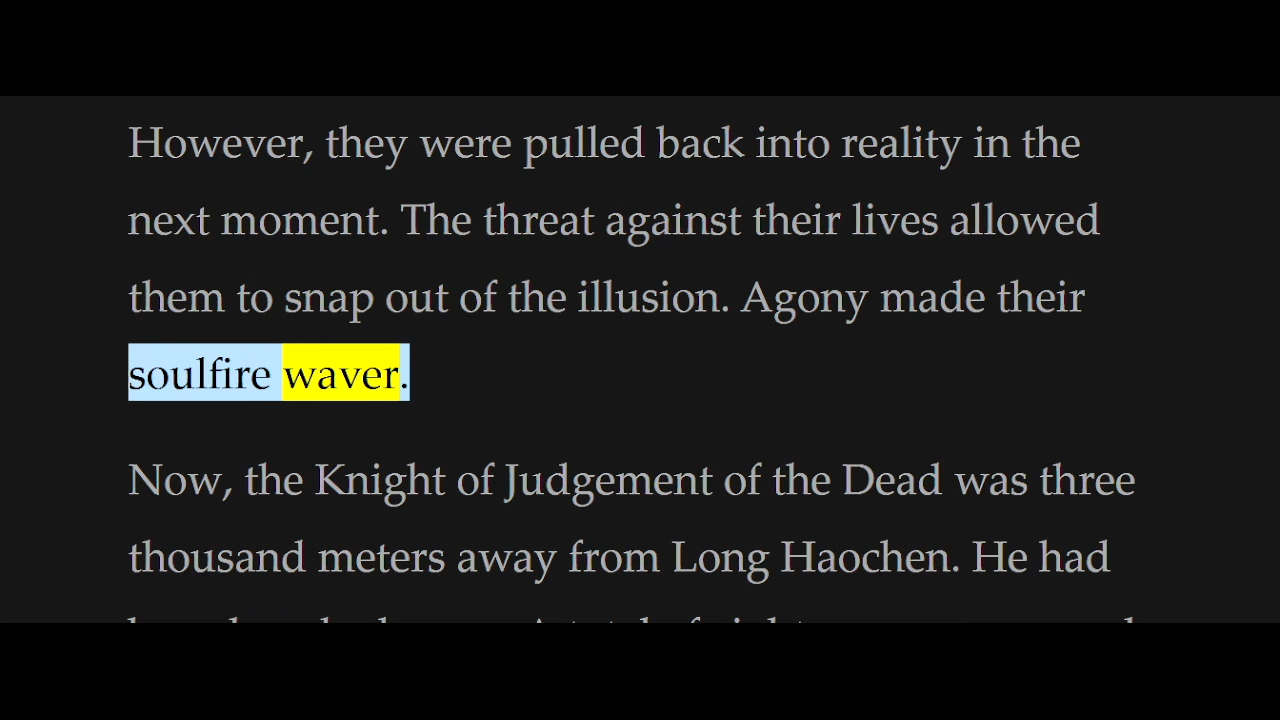 However, they were pulled back into reality in the
next moment. The threat against their lives allowed
them to snap out of the illusion. Agony made their
soulfire waver.
Now, the Knight of Judgement of the Dead was three
thousand meters away from Long Haochen. He had